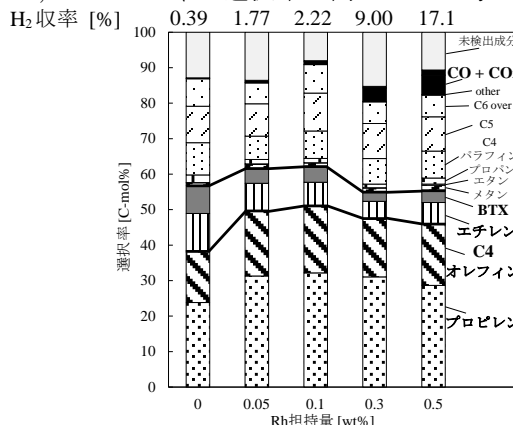 H₂収率 [%] 0.39 1.77 2.22 9.00 17.1
選択率 [C-mol%]
100
90
80
70
60
50
40
30
20
10
0
未検出成分
CO + CO₂
other
C6 over
C5
C4
パラフィン
プロパン
エタン
メタン
BTX
エチレン
C4
オレフィン
プロピレン
0 0.05 0.1 0.3 0.5
Rh担持量 [wt%]